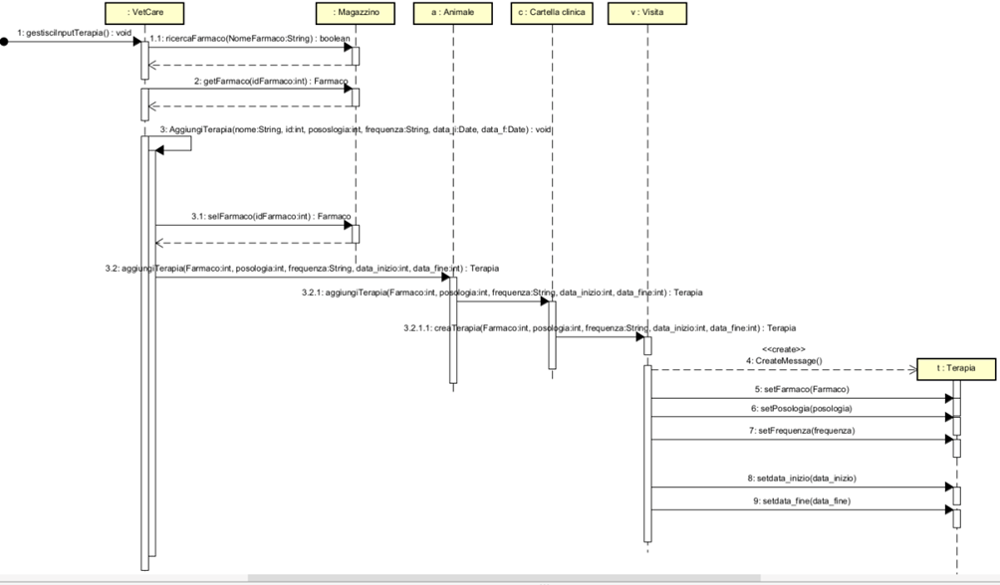 : VetCare
: Magazzino
a : Animale
c : Cartella clinica
v : Visita
1: gestisciInputTerapia() : void
1.1: ricercaFarmaco(NomeFarmaco:String) : boolean
2: getFarmaco(idFarmaco:int) : Farmaco
3: AggiungiTerapia(nome:String, id:int, pososlogia:int, frequenza:String, data_i:Date, data_f:Date) : void
3.1: selFarmaco(idFarmaco:int) : Farmaco
3.2: aggiungiTerapia(Farmaco:int, posologia:int, frequenza:String, data_inizio:int, data_fine:int) : Terapia
3.2.1: aggiungiTerapia(Farmaco:int, posologia:int, frequenza:String, data_inizio:int, data_fine:int) : Terapia
3.2.1.1: creaTerapia(Farmaco:int, posologia:int, frequenza:String, data_inizio:int, data_fine:int) : Terapia
<<create>>
4: CreateMessage()
t : Terapia
5: setFarmaco(Farmaco)
6: setPosologia(posologia)
7: setFrequenza(frequenza)
8: setdata_inizio(data_inizio)
9: setdata_fine(data_fine)